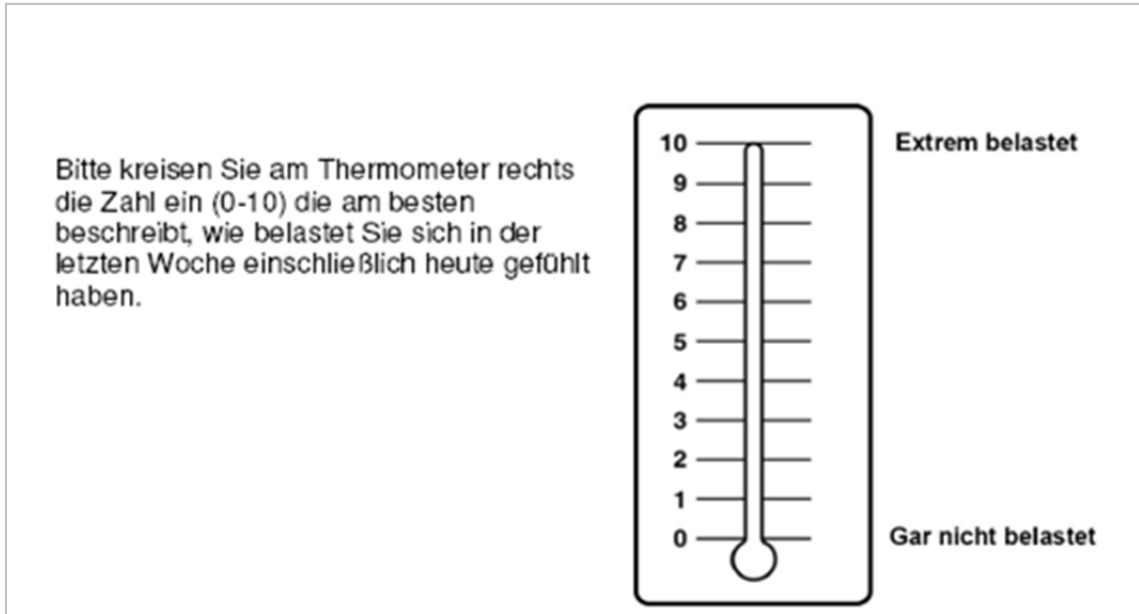 Bitte kreisen Sie am Thermometer rechts
die Zahl ein (0-10) die am besten
beschreibt, wie belastet Sie sich in der
letzten Woche einschließlich heute gefühlt
haben.
10
Extrem belastet
9
8
7
6
5
4
3
2
1
0
Gar nicht belastet